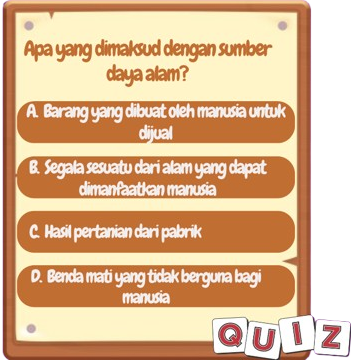 Apa yang dimaksud dengan sumber
daya alam?
A. Barang yang dibuat oleh manusia untuk
dijual
B. Segala sesuatu dari alam yang dapat
dimanfaatkan manusia
C. Hasil pertanian dari pabrik
D. Benda mati yang tidak berguna bagi
manusia
QUIZ